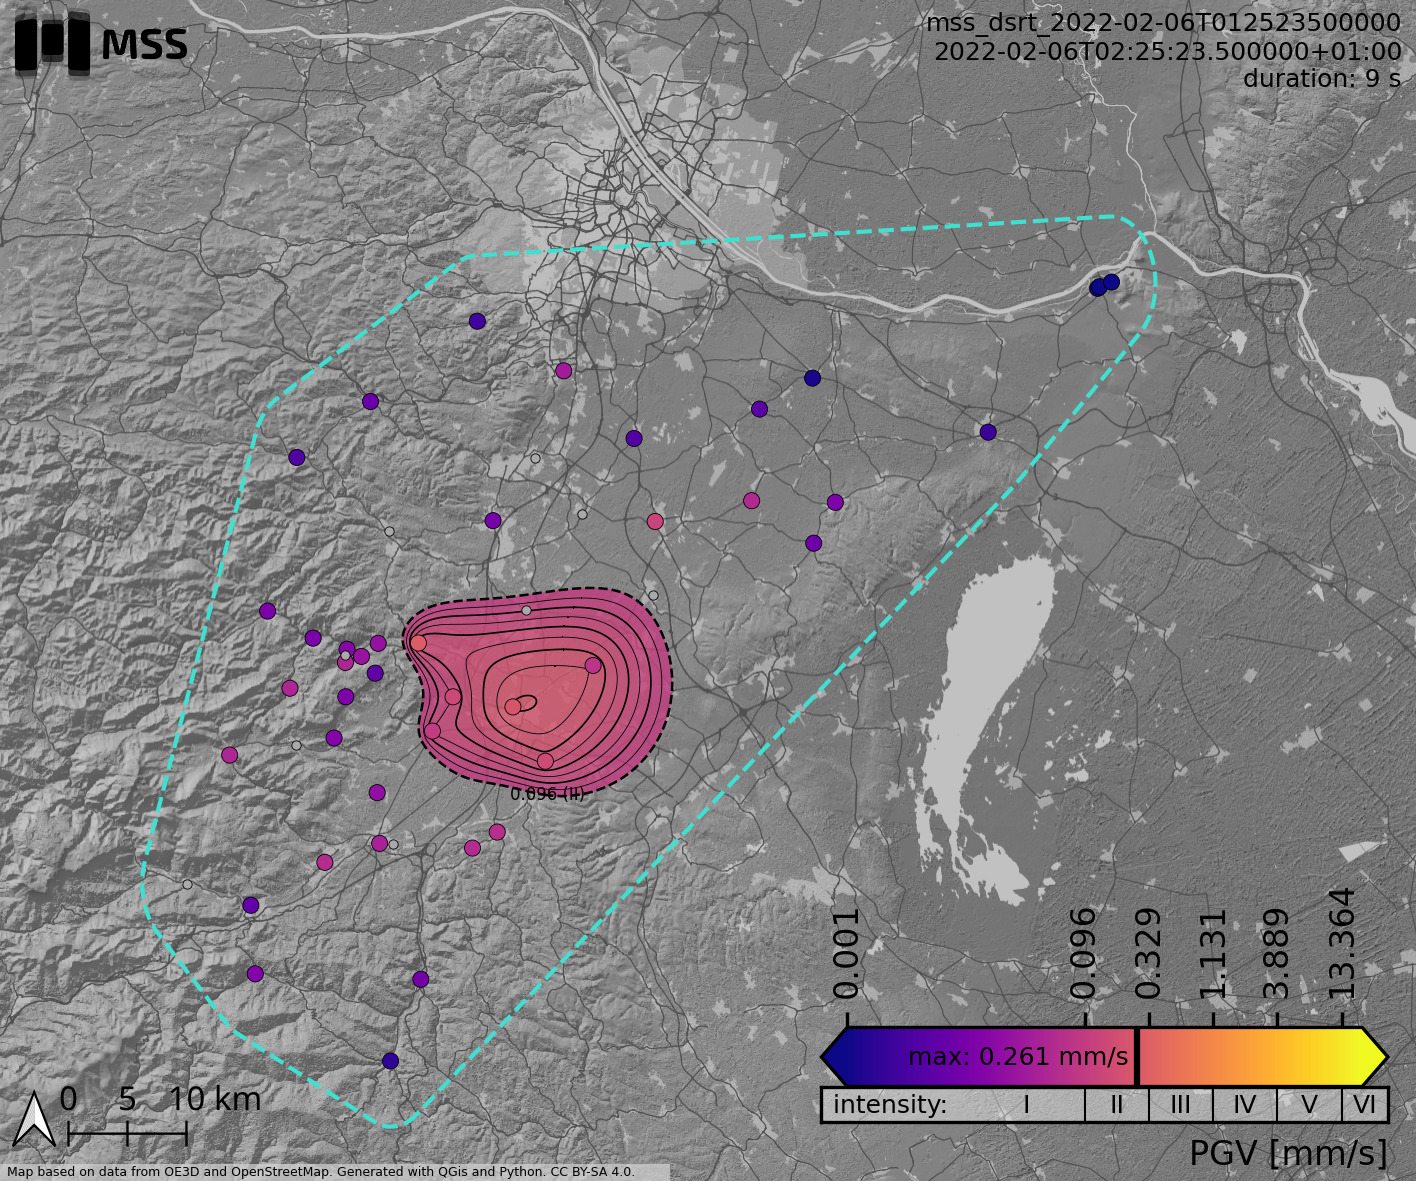 MSS
mss_dsrt_2022-02-06T012523500000
2022-02-06T02:25:23.500000+01:00
duration: 9 s
0.096 (II)
0.001
0.096
0.329
1.131
3.889
13.364
max: 0.261 mm/s
intensity: I II III IV V VI
PGV [mm/s]
0 5 10 km
Map based on data from OE3D and OpenStreetMap. Generated with QGis and Python. CC BY-SA 4.0.